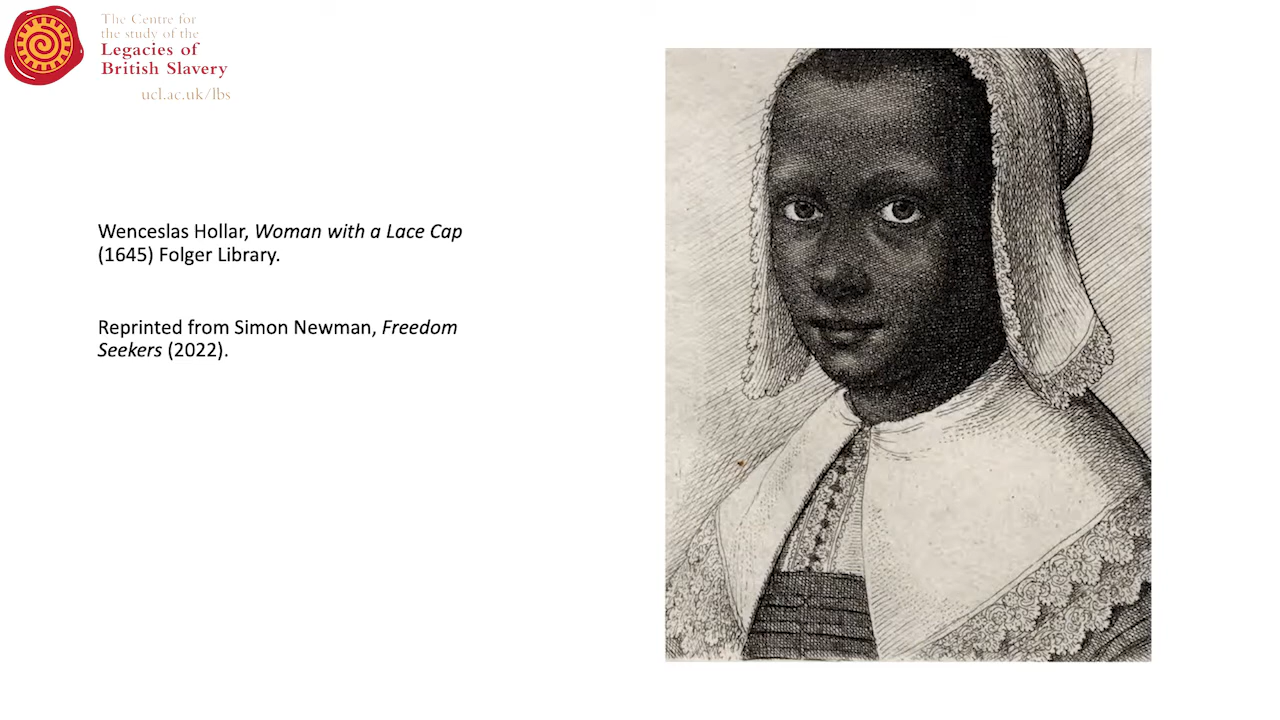 The Centre for
the study of the
Legacies of
British Slavery
ucl.ac.uk/lbs
Wenceslas Hollar, Woman with a Lace Cap
(1645) Folger Library.
Reprinted from Simon Newman, Freedom
Seekers (2022).